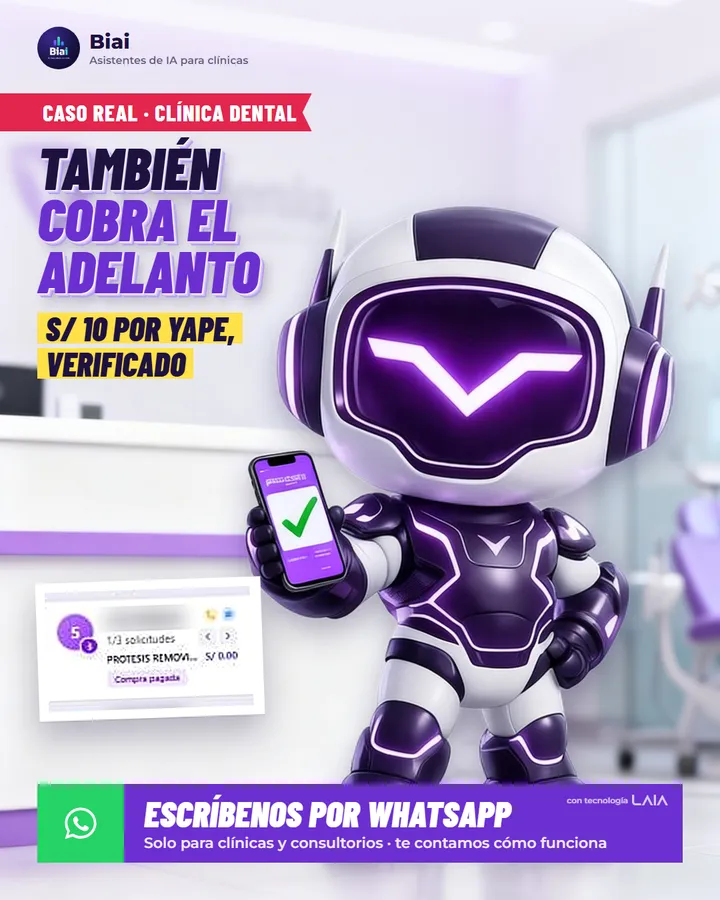 Biai
Biai
Asistentes de IA para clínicas
CASO REAL · CLÍNICA DENTAL
TAMBIÉN
COBRA EL
ADELANTO
S/ 10 POR YAPE,
VERIFICADO
5
1/3 solicitudes
PROTESIS REMOVI... S/ 0.00
Compra pagada
ESCRÍBENOS POR WHATSAPP
con tecnología LAIA
Solo para clínicas y consultorios · te contamos cómo funciona